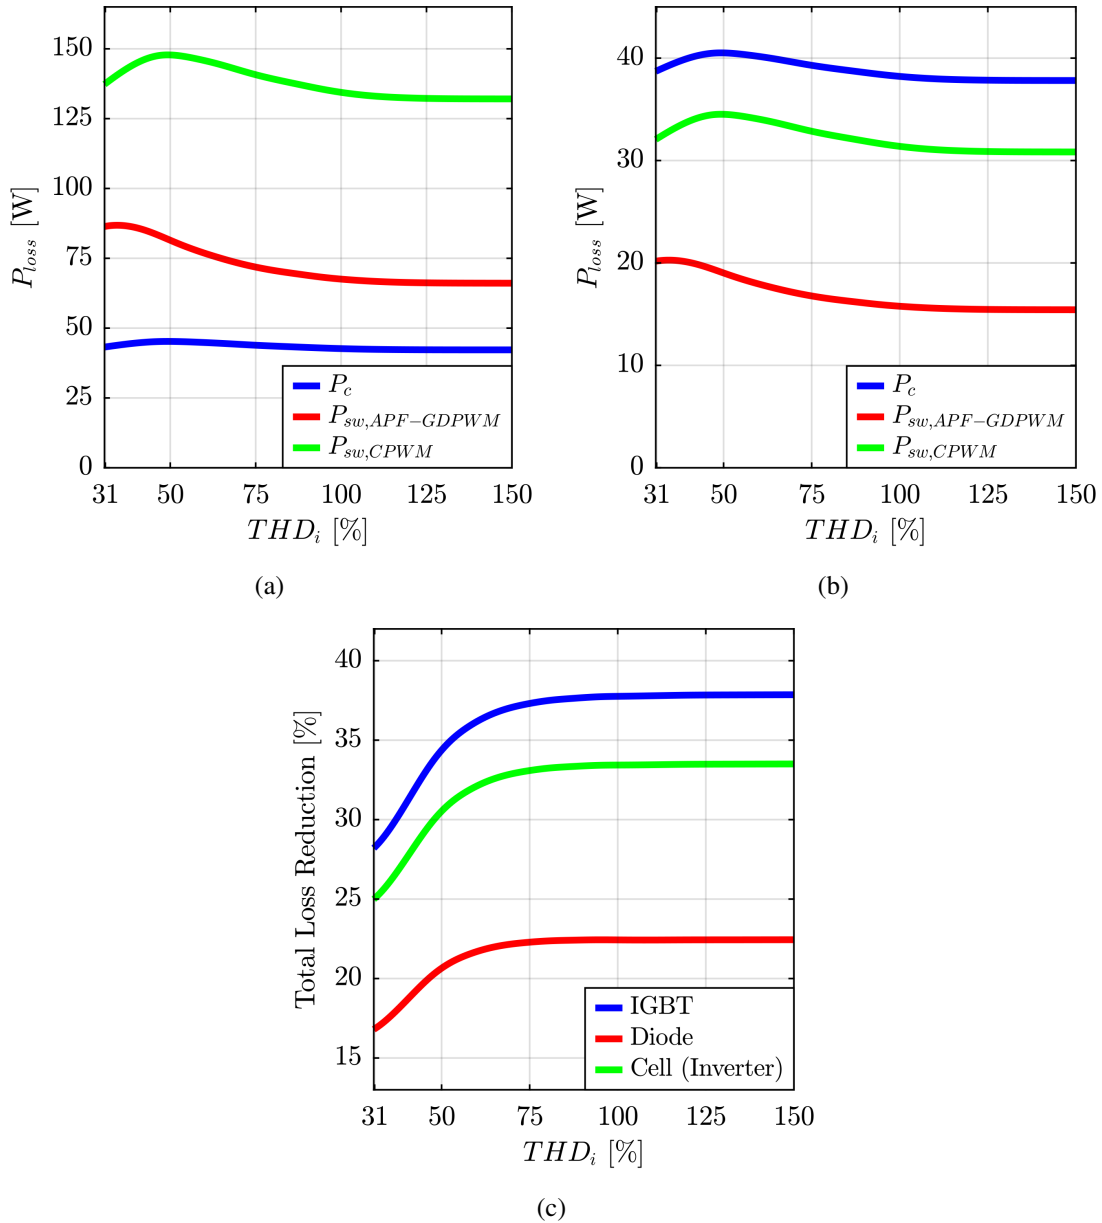 150
125
100
75
50
25
0
P_loss [W]
31 50 75 100 125 150
THD_i [%]
P_c
P_sw,APF−GDPWM
P_sw,CPWM
(a)
40
30
20
10
0
P_loss [W]
31 50 75 100 125 150
THD_i [%]
P_c
P_sw,APF−GDPWM
P_sw,CPWM
(b)
40
35
30
25
20
15
Total Loss Reduction [%]
31 50 75 100 125 150
THD_i [%]
IGBT
Diode
Cell (Inverter)
(c)